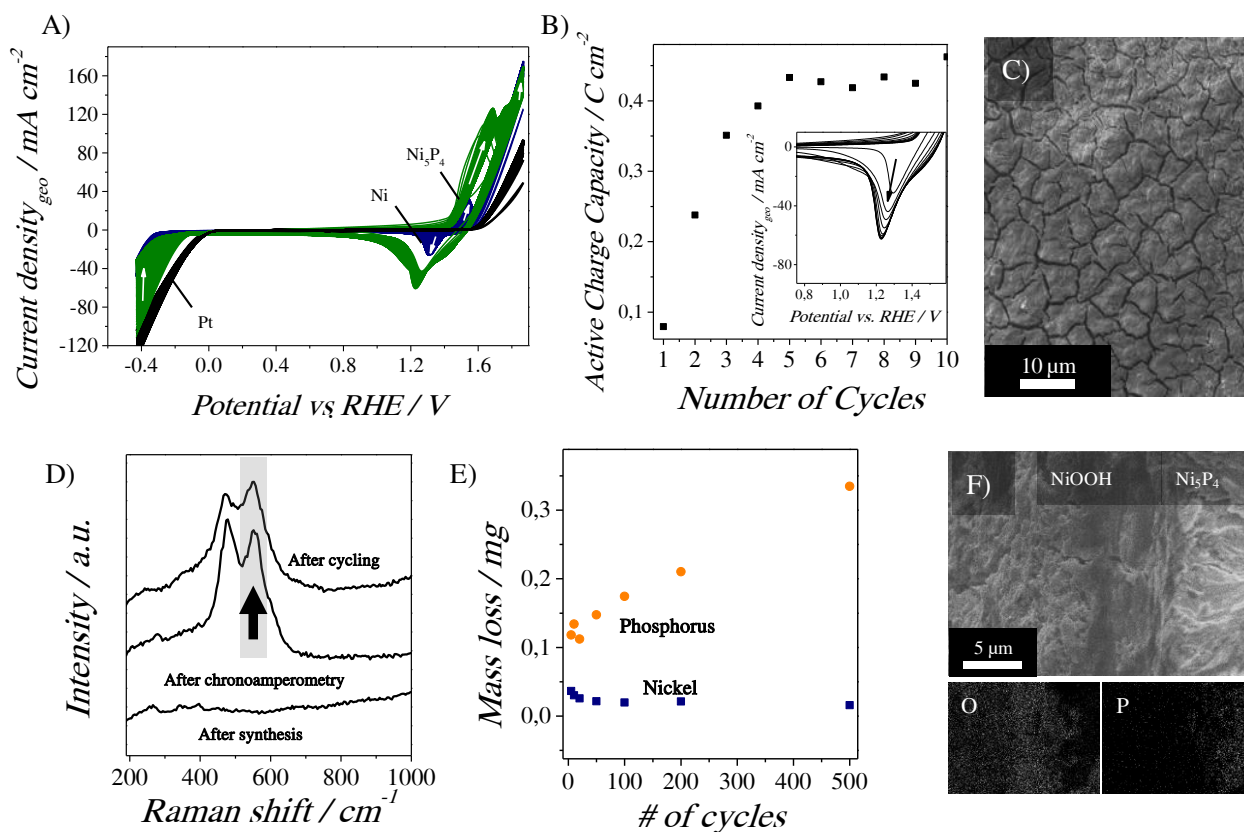 A)
Current density_geo / mA cm⁻²
160
120
80
40
0
-40
-80
-120
Ni₅P₄
Ni
Pt
-0.4
0.0
0.4
0.8
1.2
1.6
Potential vs RHE / V
B)
Active Charge Capacity / C cm⁻²
0,4
0,3
0,2
0,1
1
2
3
4
5
6
7
8
9
10
Number of Cycles
Current density_geo / mA cm⁻²
0
-40
-80
0,8
1,0
1,2
1,4
Potential vs. RHE / V
C)
10 µm
D)
Intensity / a.u.
After cycling
After chronoamperometry
After synthesis
200
400
600
800
1000
Raman shift / cm⁻¹
E)
Mass loss / mg
0,3
0,2
0,1
0,0
Phosphorus
Nickel
0
100
200
300
400
500
# of cycles
F)
NiOOH
Ni₅P₄
5 µm
O
P